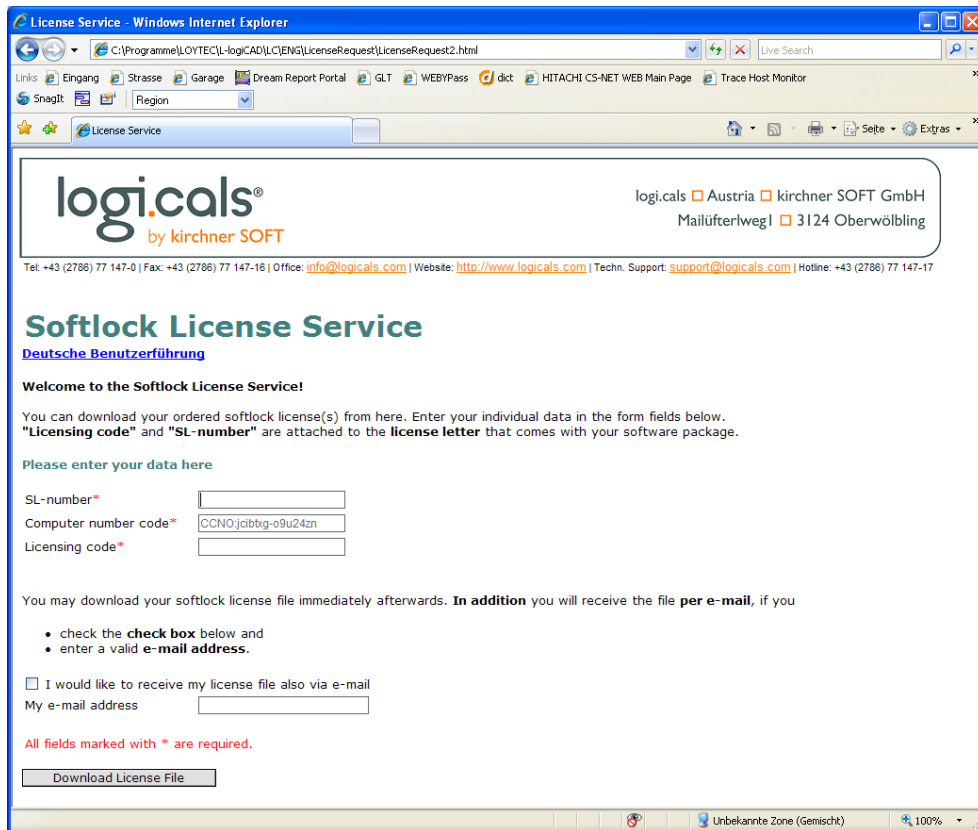 License Service - Windows Internet Explorer
C:\Programme\LOYTEC\L-logiCAD\LC\ENG\LicenseRequest\LicenseRequest2.html
Live Search
Links Eingang Strasse Garage Dream Report Portal GLT WEBYPass dict HITACHI CS-NET WEB Main Page Trace Host Monitor »
SnagIt Region
License Service Seite Extras »
logi.cals®
by kirchner SOFT
logi.cals Austria kirchner SOFT GmbH
Mailüfterlweg1 3124 Oberwölbling
Tel: +43 (2786) 77 147-0 | Fax: +43 (2786) 77 147-16 | Office: info@logicals.com | Website: http://www.logicals.com | Techn. Support: support@logicals.com | Hotline: +43 (2786) 77 147-17
Softlock License Service
Deutsche Benutzerführung
Welcome to the Softlock License Service!
You can download your ordered softlock license(s) from here. Enter your individual data in the form fields below.
"Licensing code" and "SL-number" are attached to the license letter that comes with your software package.
Please enter your data here
SL-number*
Computer number code* CCNO:jcibtxg-o9u24zn
Licensing code*
You may download your softlock license file immediately afterwards. In addition you will receive the file per e-mail, if you
• check the check box below and
• enter a valid e-mail address.
I would like to receive my license file also via e-mail
My e-mail address
All fields marked with * are required.
Download License File
Unbekannte Zone (Gemischt) 100%